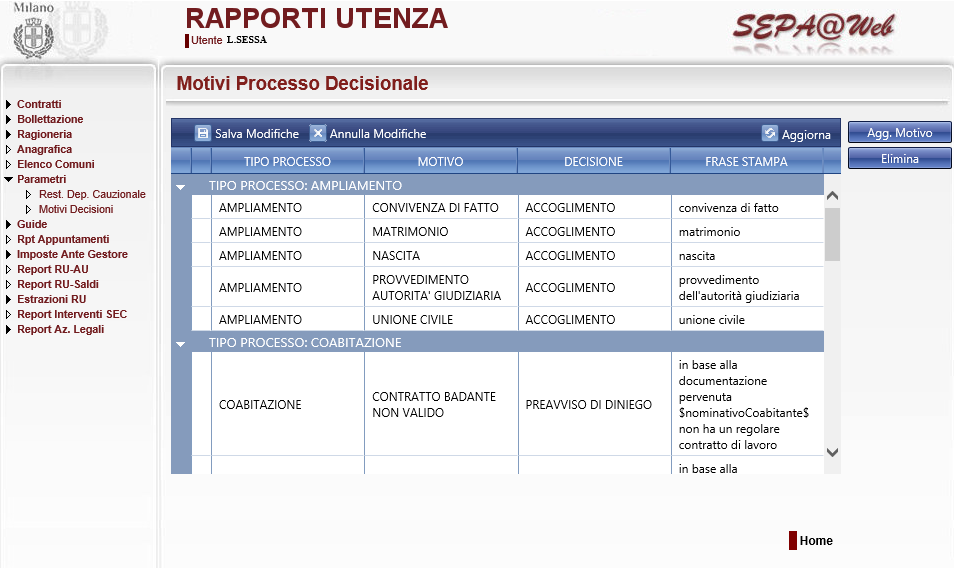 Milano
RAPPORTI UTENZA
Utente L.SESSA
SEPA@Web
Contratti
Bollettazione
Ragioneria
Anagrafica
Elenco Comuni
Parametri
Rest. Dep. Cauzionale
Motivi Decisioni
Guide
Rpt Appuntamenti
Imposte Ante Gestore
Report RU-AU
Report RU-Saldi
Estrazioni RU
Report Interventi SEC
Report Az. Legali
Motivi Processo Decisionale
Salva Modifiche Annulla Modifiche Aggiorna
Agg. Motivo
Elimina
TIPO PROCESSO MOTIVO DECISIONE FRASE STAMPA
TIPO PROCESSO: AMPLIAMENTO
AMPLIAMENTO CONVIVENZA DI FATTO ACCOGLIMENTO convivenza di fatto
AMPLIAMENTO MATRIMONIO ACCOGLIMENTO matrimonio
AMPLIAMENTO NASCITA ACCOGLIMENTO nascita
AMPLIAMENTO PROVVEDIMENTO AUTORITA' GIUDIZIARIA ACCOGLIMENTO provvedimento dell'autorità giudiziaria
AMPLIAMENTO UNIONE CIVILE ACCOGLIMENTO unione civile
TIPO PROCESSO: COABITAZIONE
COABITAZIONE
CONTRATTO BADANTE
NON VALIDO
PREAVVISO DI DINIEGO
in base alla
documentazione
pervenuta
$nominativoCoabitante$
non ha un regolare
contratto di lavoro
in base alla
Home